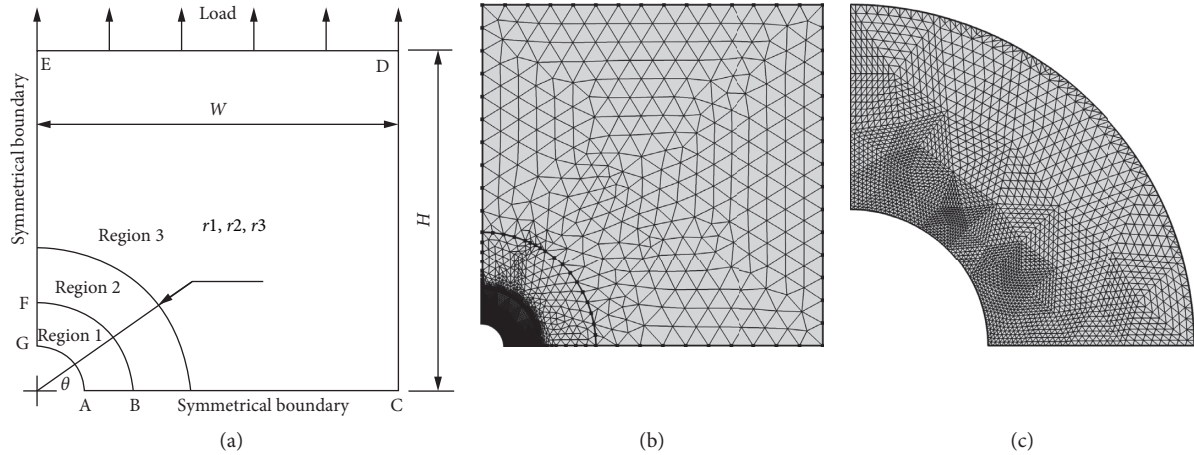 Load
E
D
W
Symmetrical boundary
H
Region 3
r1, r2, r3
Region 2
F
Region 1
G
θ
A
B
Symmetrical boundary
C
(a)
(b)
(c)